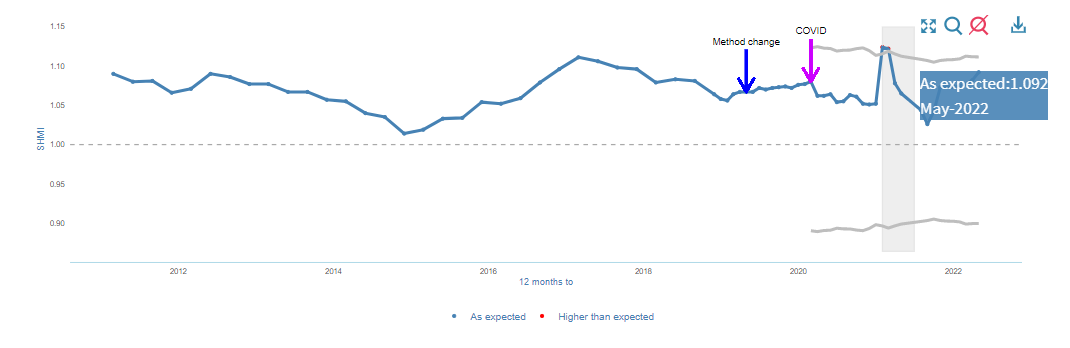 1.15
COVID
Method change
1.10
As expected:1.092
May-2022
1.05
SHMI
1.00
0.95
0.90
2012
2014
2016
2018
2020
2022
12 months to
As expected
Higher than expected